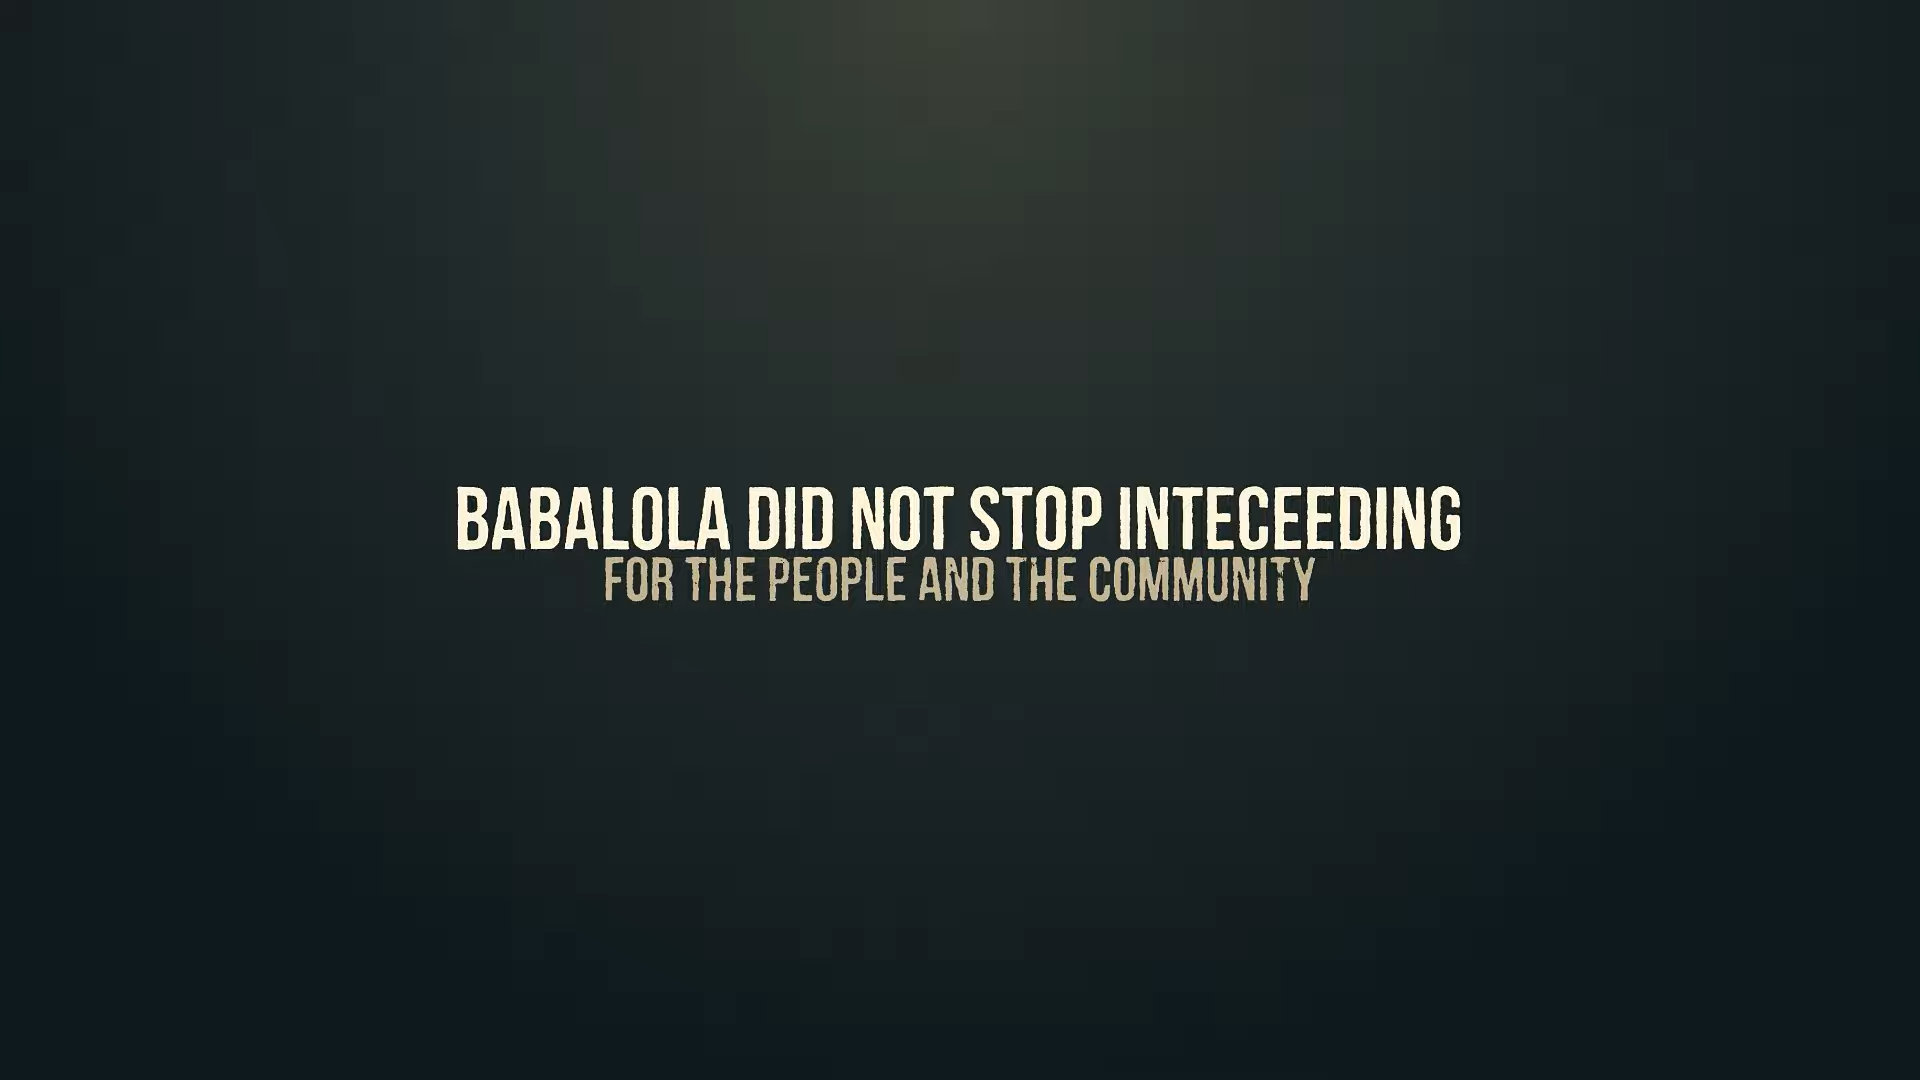 BABALOLA DID NOT STOP INTECEEDING
FOR THE PEOPLE AND THE COMMUNITY